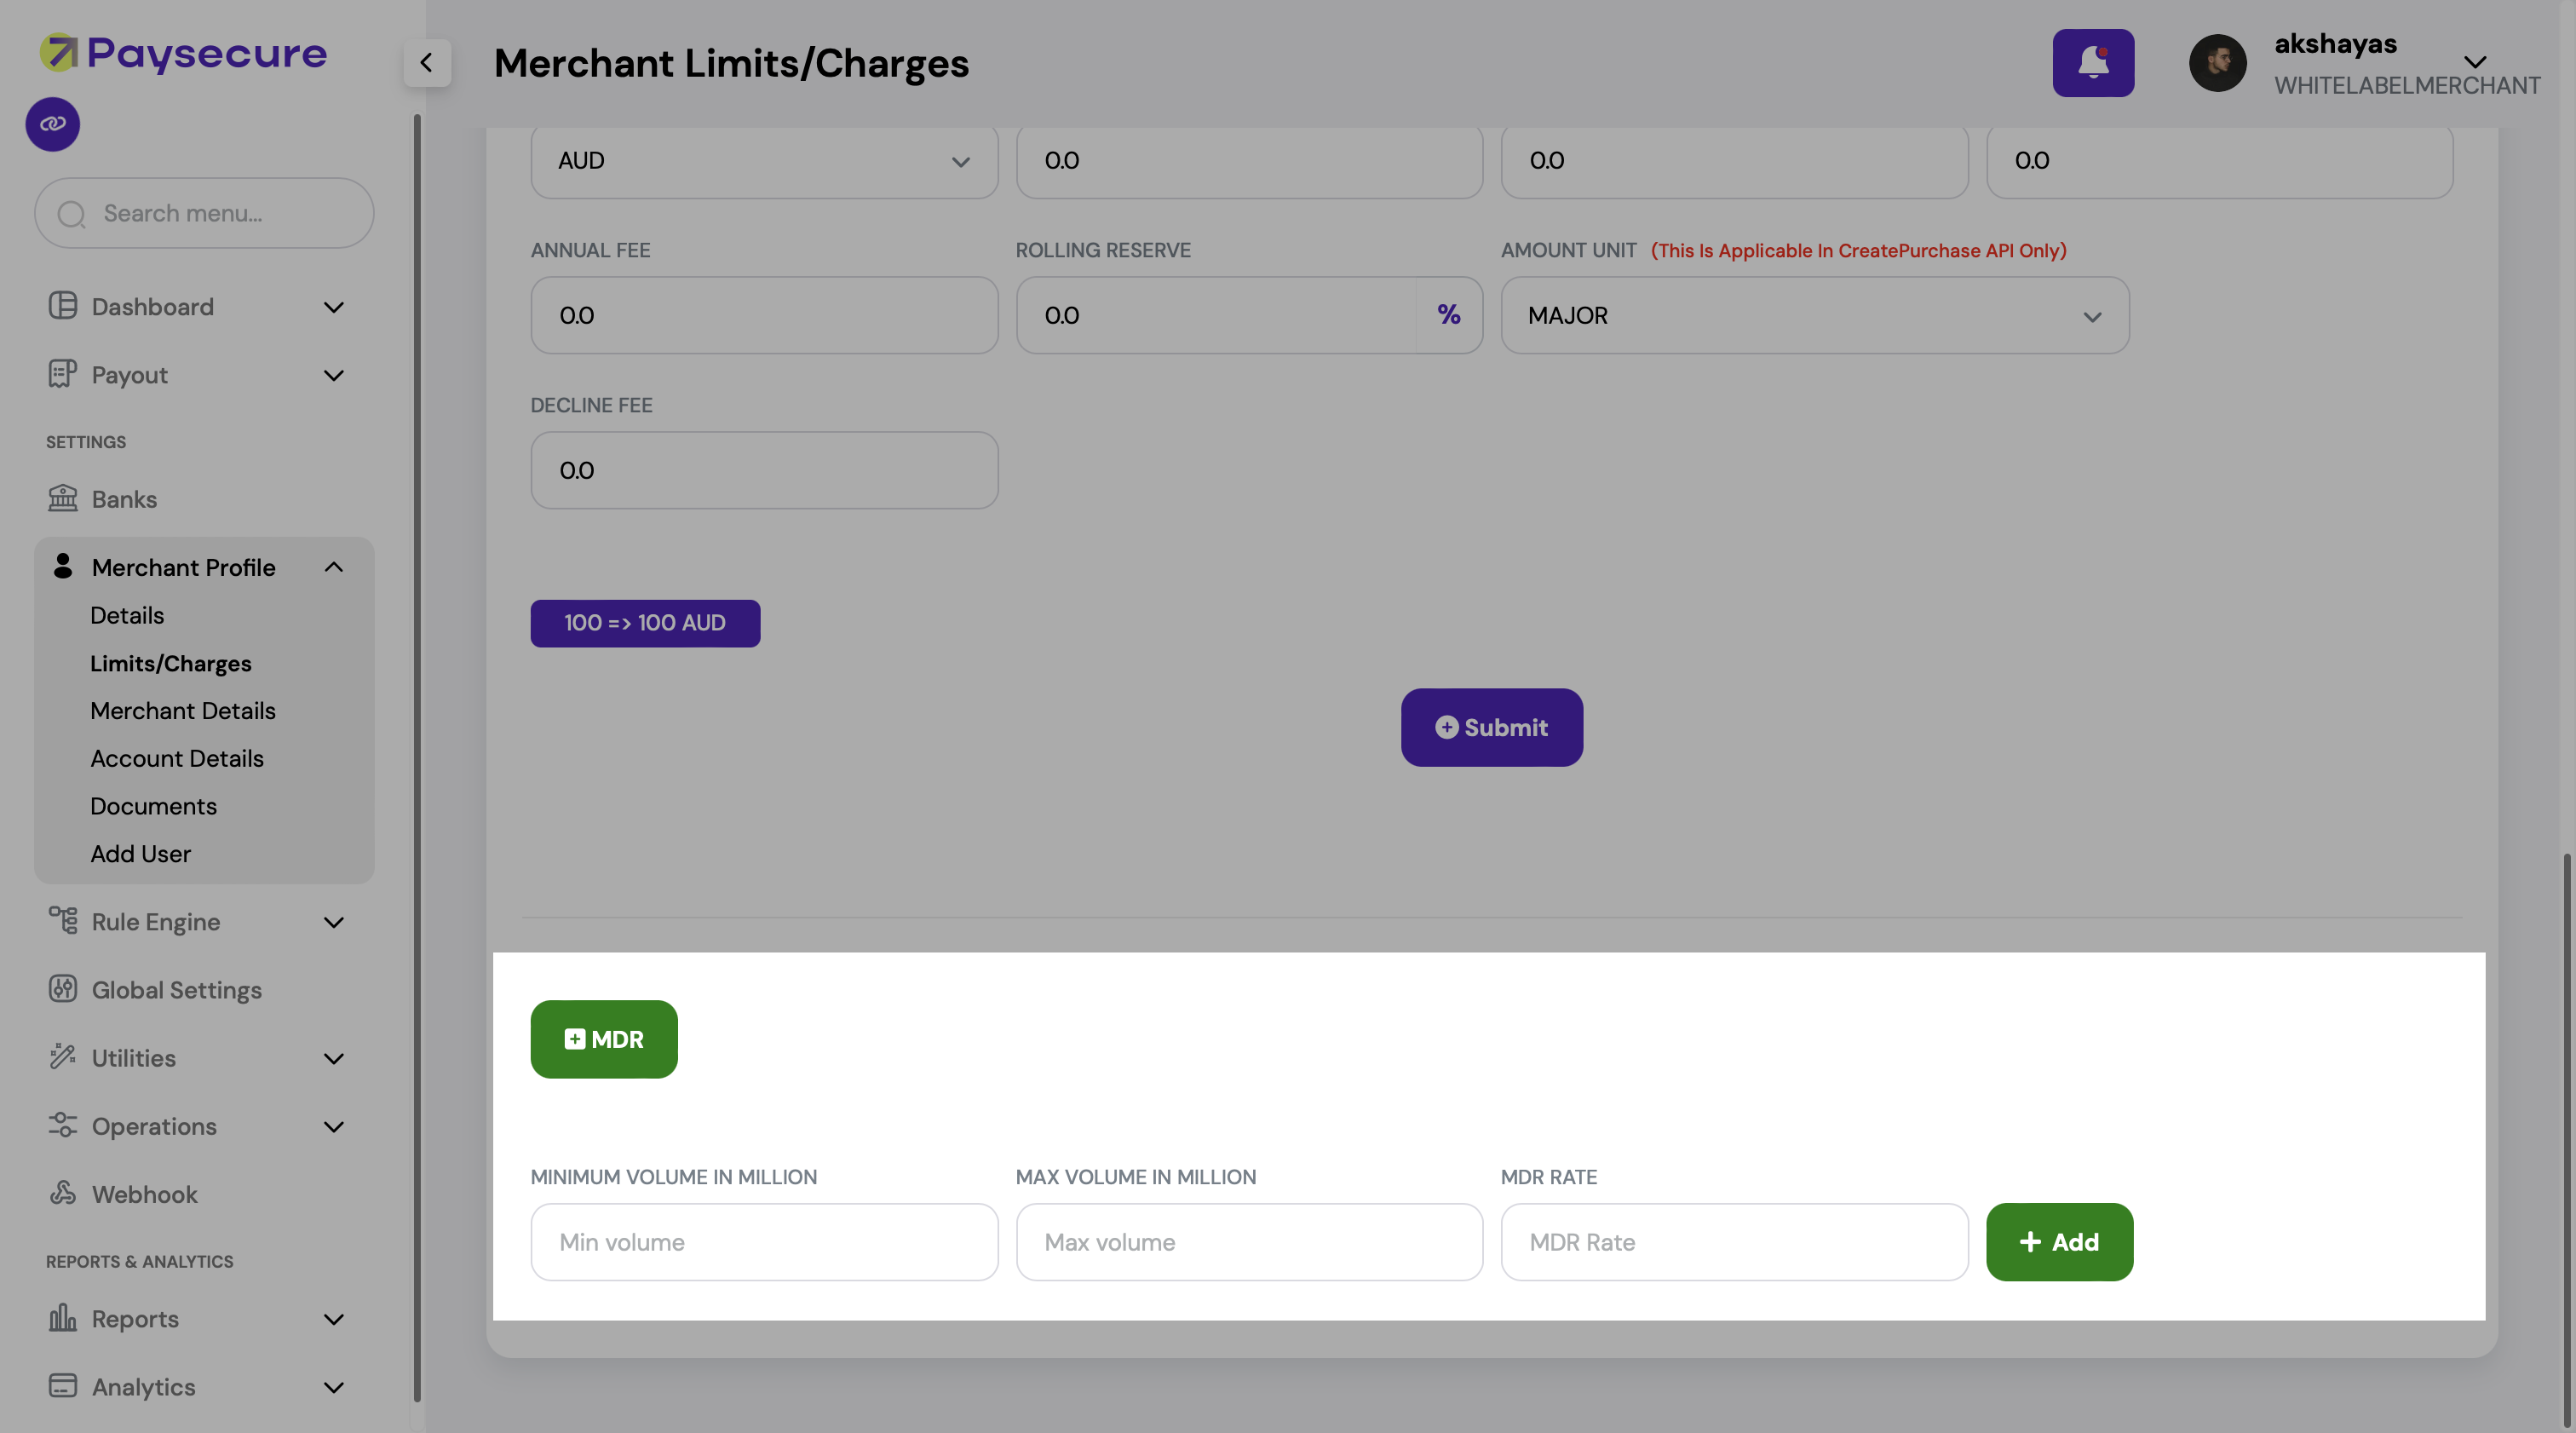 Paysecure
Search menu...
Dashboard
Payout
SETTINGS
Banks
Merchant Profile
Details
Limits/Charges
Merchant Details
Account Details
Documents
Add User
Rule Engine
Global Settings
Utilities
Operations
Webhook
REPORTS & ANALYTICS
Reports
Analytics
Merchant Limits/Charges
akshayas
WHITELABELMERCHANT
AUD 0.0 0.0 0.0
ANNUAL FEE ROLLING RESERVE AMOUNT UNIT (This Is Applicable In CreatePurchase API Only)
0.0 0.0 % MAJOR
DECLINE FEE
0.0
100 => 100 AUD
Submit
MDR
MINIMUM VOLUME IN MILLION MAX VOLUME IN MILLION MDR RATE
Min volume Max volume MDR Rate + Add